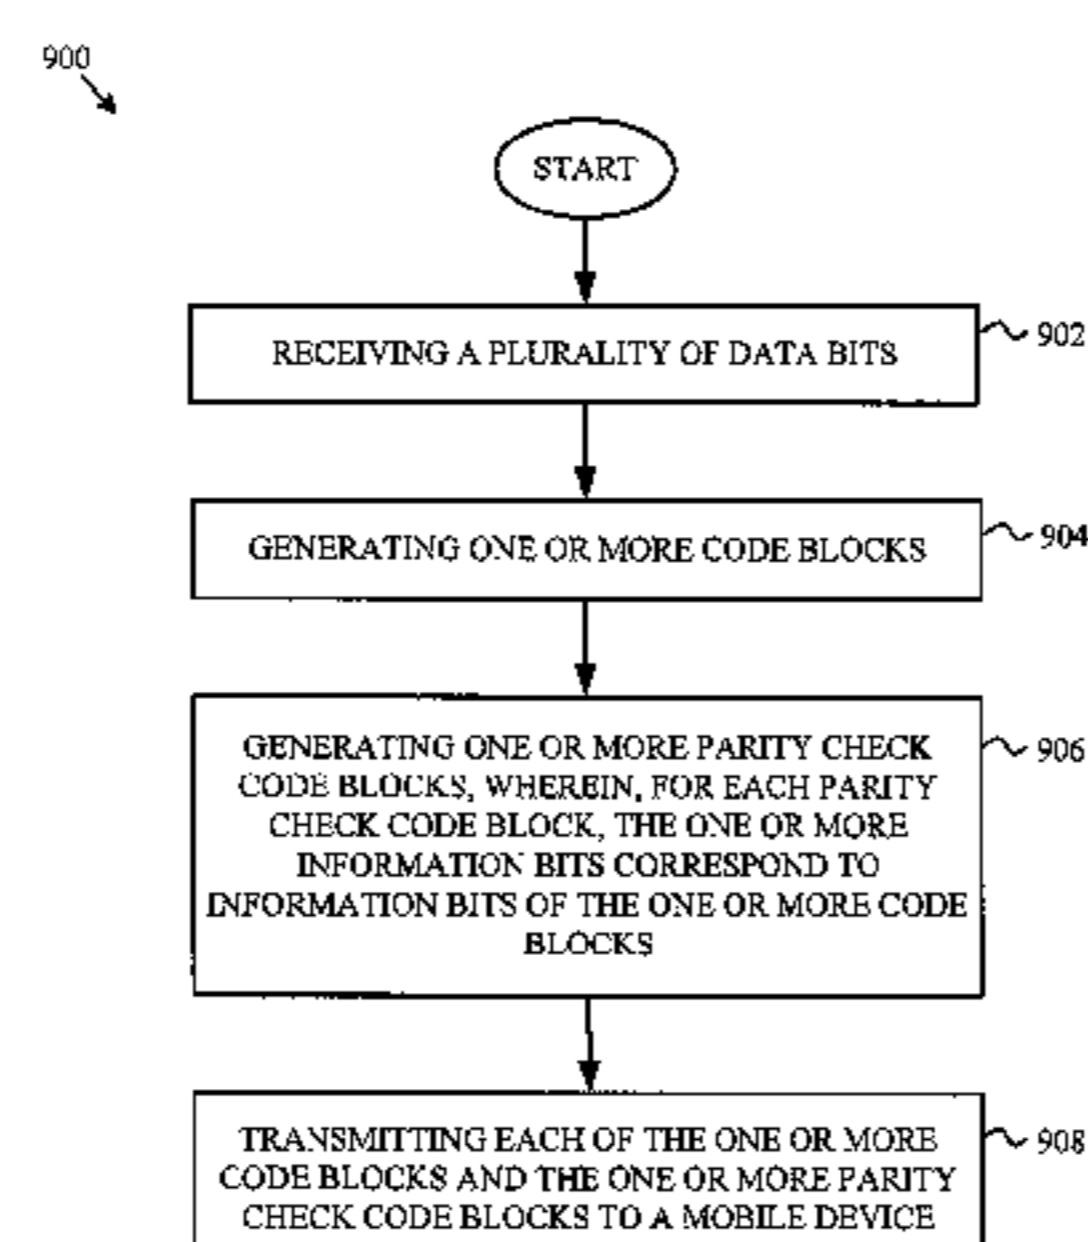 900
START
RECEIVING A PLURALITY OF DATA BITS
902
GENERATING ONE OR MORE CODE BLOCKS
904
GENERATING ONE OR MORE PARITY CHECK
CODE BLOCKS, WHEREIN, FOR EACH PARITY
CHECK CODE BLOCK, THE ONE OR MORE
INFORMATION BITS CORRESPOND TO
INFORMATION BITS OF THE ONE OR MORE CODE
BLOCKS
906
TRANSMITTING EACH OF THE ONE OR MORE
CODE BLOCKS AND THE ONE OR MORE PARITY
CHECK CODE BLOCKS TO A MOBILE DEVICE
908